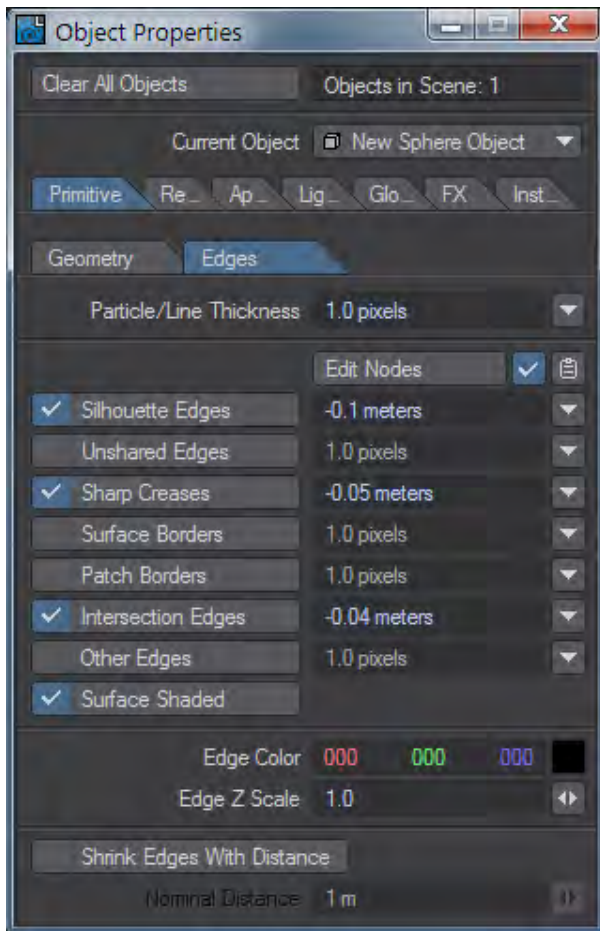 Object Properties
Clear All Objects Objects in Scene: 1
Current Object New Sphere Object
Primitive Re... Ap... Lig... Glo... FX Inst...
Geometry Edges
Particle/Line Thickness 1.0 pixels
Edit Nodes
Silhouette Edges -0.1 meters
Unshared Edges 1.0 pixels
Sharp Creases -0.05 meters
Surface Borders 1.0 pixels
Patch Borders 1.0 pixels
Intersection Edges -0.04 meters
Other Edges 1.0 pixels
Surface Shaded
Edge Color 000 000 000
Edge Z Scale 1.0
Shrink Edges With Distance
Nominal Distance 1 m